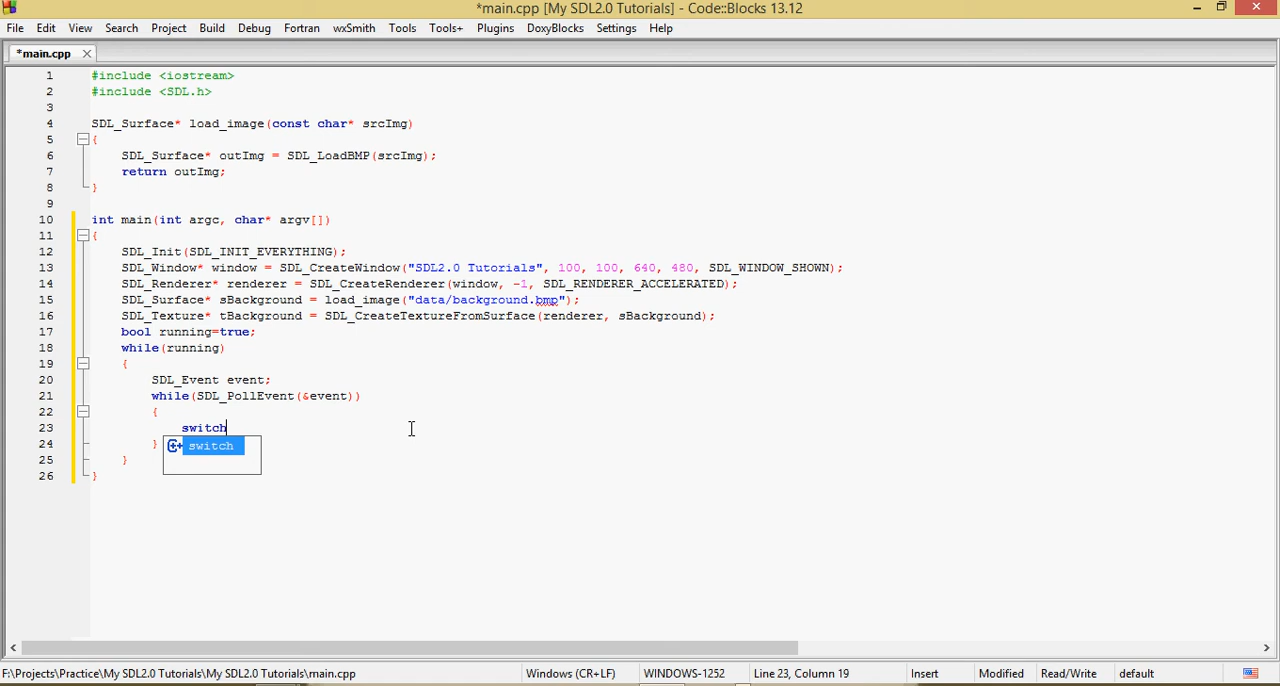 *main.cpp [My SDL2.0 Tutorials] - Code::Blocks 13.12
File Edit View Search Project Build Debug Fortran wxSmith Tools Tools+ Plugins DoxyBlocks Settings Help
*main.cpp
1 #include <iostream>
2 #include <SDL.h>
3
4 SDL_Surface* load_image(const char* srcImg)
5 {
6 SDL_Surface* outImg = SDL_LoadBMP(srcImg);
7 return outImg;
8 }
9
10 int main(int argc, char* argv[])
11 {
12 SDL_Init(SDL_INIT_EVERYTHING);
13 SDL_Window* window = SDL_CreateWindow("SDL2.0 Tutorials", 100, 100, 640, 480, SDL_WINDOW_SHOWN);
14 SDL_Renderer* renderer = SDL_CreateRenderer(window, -1, SDL_RENDERER_ACCELERATED);
15 SDL_Surface* sBackground = load_image("data/background.bmp");
16 SDL_Texture* tBackground = SDL_CreateTextureFromSurface(renderer, sBackground);
17 bool running=true;
18 while(running)
19 {
20 SDL_Event event;
21 while(SDL_PollEvent(&event))
22 {
23 switch
24 } switch
25 }
26 }
F:\Projects\Practice\My SDL2.0 Tutorials\My SDL2.0 Tutorials\main.cpp Windows (CR+LF) WINDOWS-1252 Line 23, Column 19 Insert Modified Read/Write default